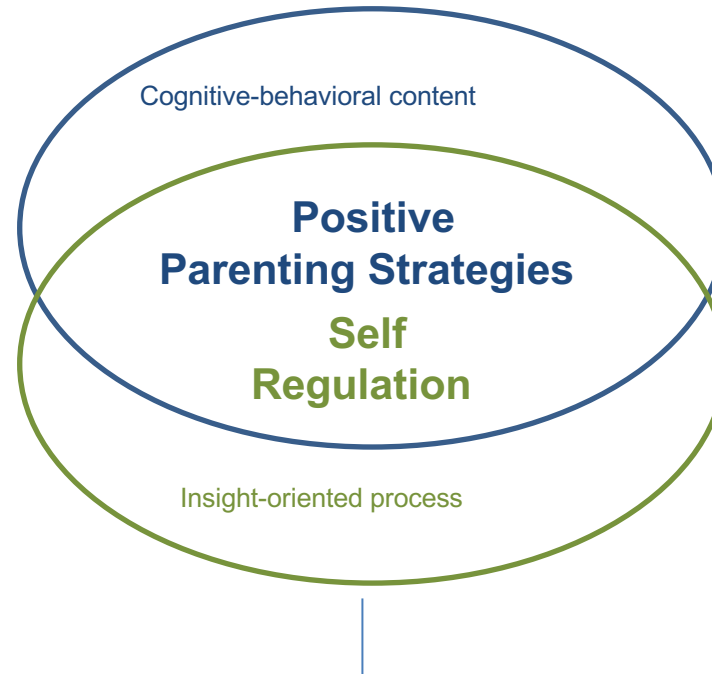 Cognitive-behavioral content
Positive
Parenting Strategies
Self
Regulation
Insight-oriented process